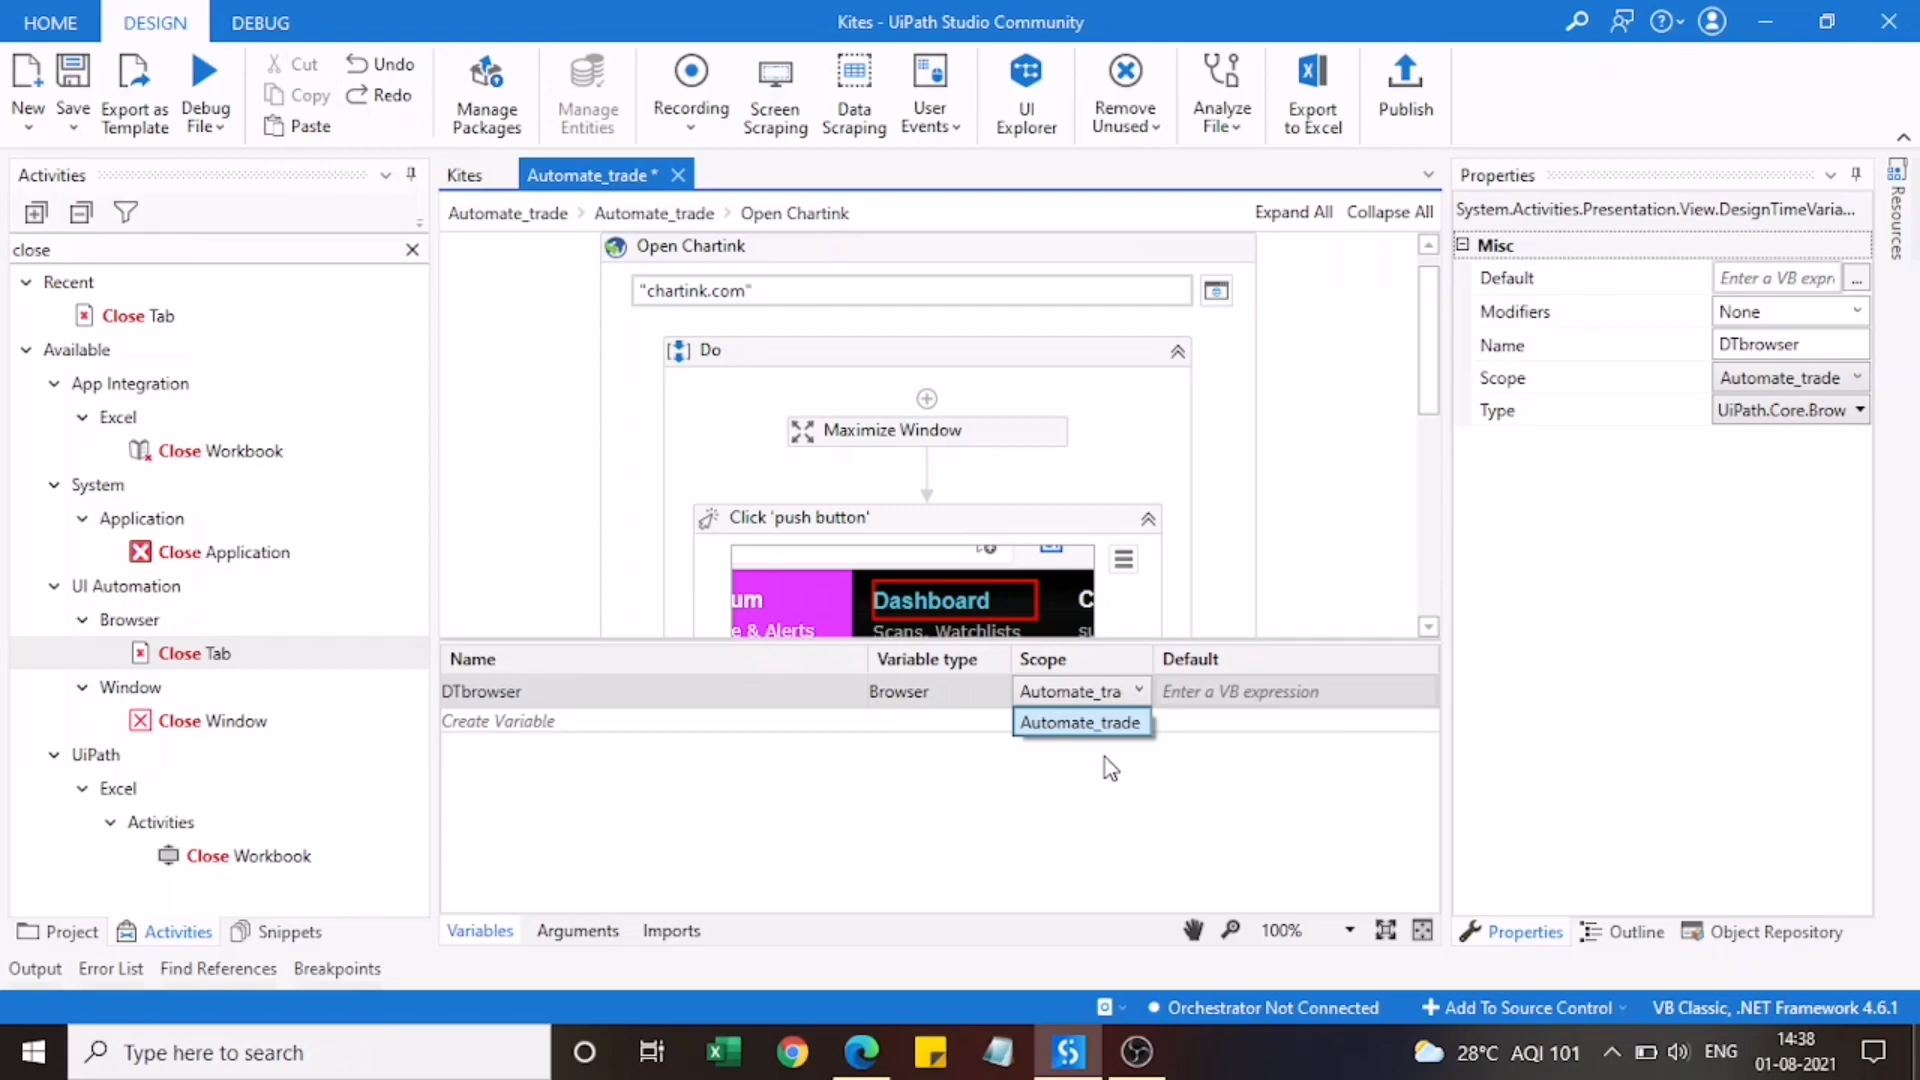 HOME DESIGN DEBUG
Kites - UiPath Studio Community
New
Save
Export as Template
Debug File
Cut
Copy
Paste
Undo
Redo
Manage Packages
Manage Entities
Recording
Screen Scraping
Data Scraping
User Events
UI Explorer
Remove Unused
Analyze File
Export to Excel
Publish
Activities
close
Recent
Close Tab
Available
App Integration
Excel
Close Workbook
System
Application
Close Application
UI Automation
Browser
Close Tab
Window
Close Window
UiPath
Excel
Activities
Close Workbook
Project Activities Snippets
Kites Automate_trade *
Automate_trade Automate_trade Open Chartink
Expand All Collapse All
Open Chartink
"chartink.com"
Do
Maximize Window
Click 'push button'
um Dashboard C
e & Alerts Scans, Watchlists
Name Variable type Scope Default
DTbrowser Browser Automate_tra Enter a VB expression
Create Variable Automate_trade
Variables Arguments Imports 100%
Properties
System.Activities.Presentation.View.DesignTimeVaria...
Misc
Default Enter a VB expr ...
Modifiers None
Name DTbrowser
Scope Automate_trade
Type UiPath.Core.Brow
Resources
Properties Outline Object Repository
Output Error List Find References Breakpoints
Orchestrator Not Connected Add To Source Control VB Classic, .NET Framework 4.6.1
Type here to search
28°C AQI 101 ENG
14:38
01-08-2021